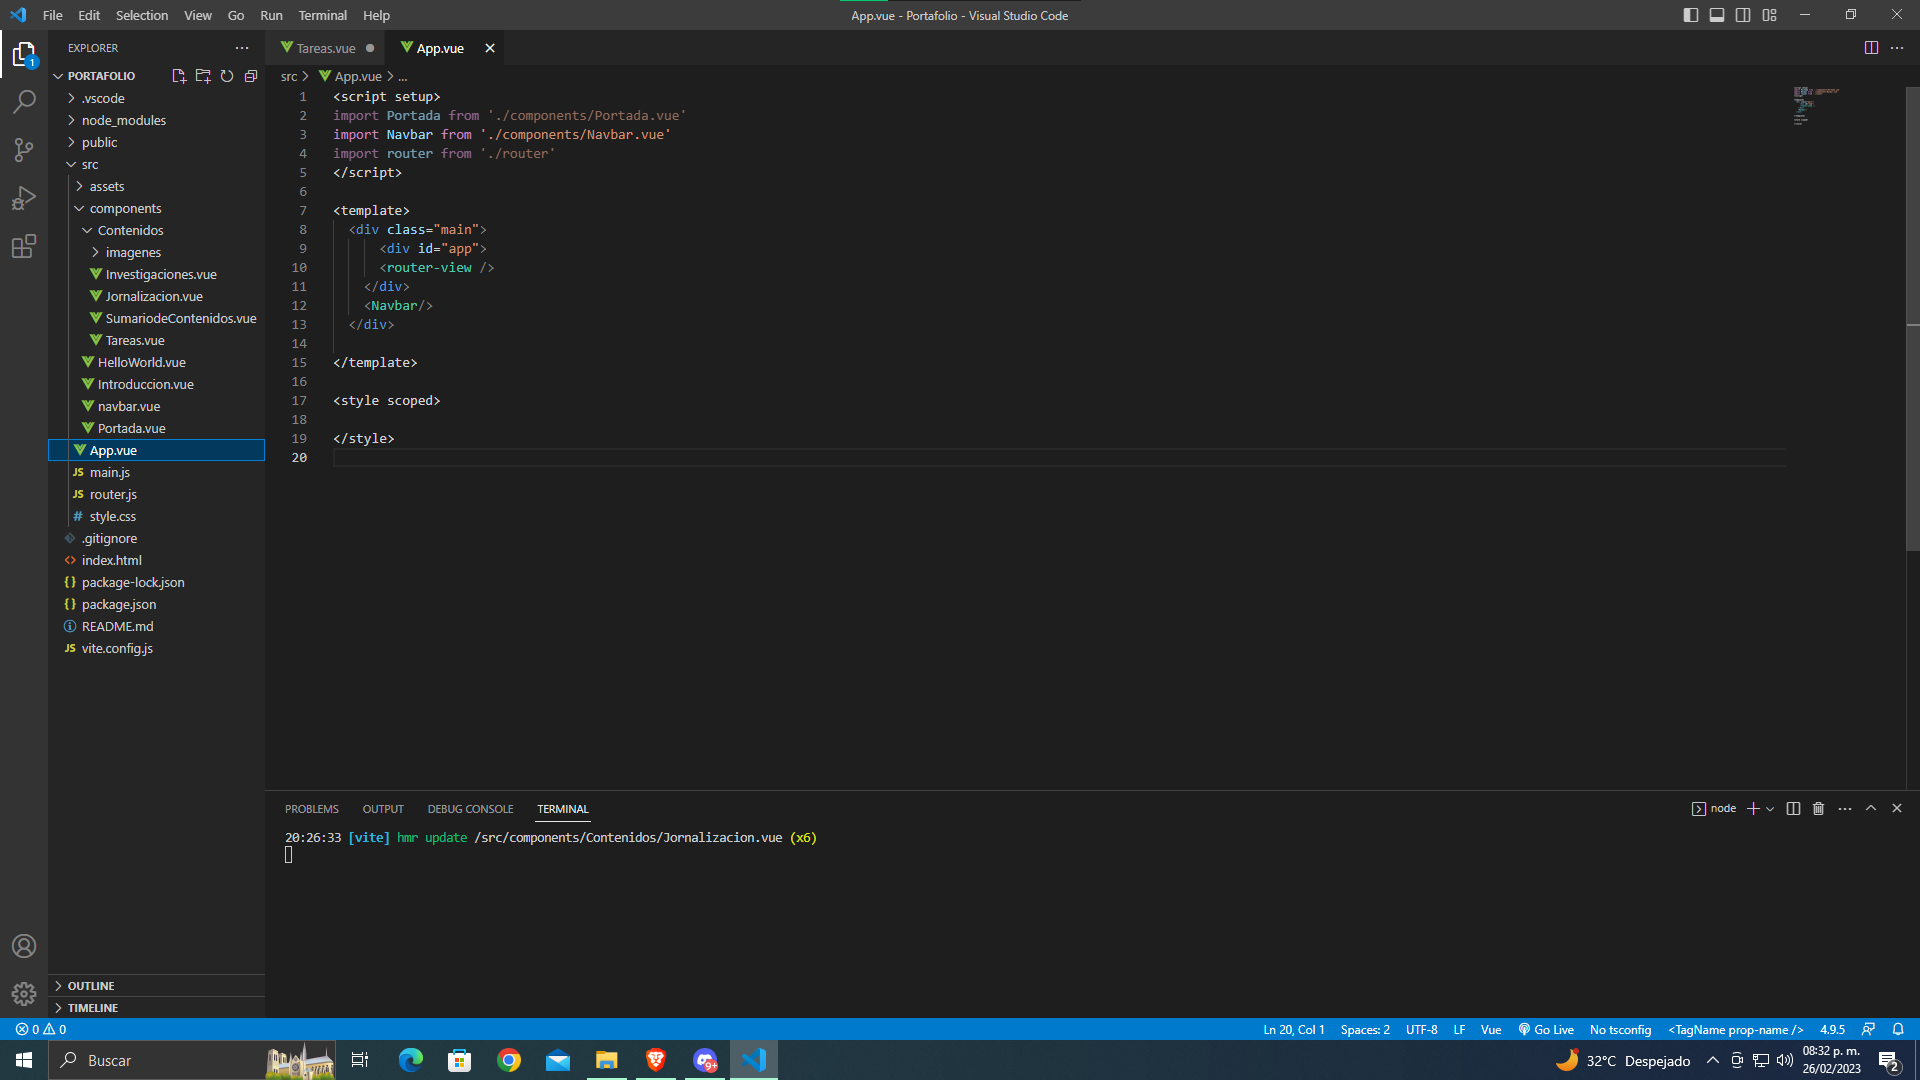 File Edit Selection View Go Run Terminal Help
App.vue - Portafolio - Visual Studio Code
EXPLORER
Tareas.vue
App.vue
PORTAFOLIO
src > App.vue > ...
.vscode
node_modules
public
src
assets
components
Contenidos
imagenes
Investigaciones.vue
Jornalizacion.vue
SumariodeContenidos.vue
Tareas.vue
HelloWorld.vue
Introduccion.vue
navbar.vue
Portada.vue
App.vue
JS main.js
JS router.js
# style.css
.gitignore
<> index.html
{} package-lock.json
{} package.json
README.md
JS vite.config.js
OUTLINE
TIMELINE
1 <script setup>
2 import Portada from './components/Portada.vue'
3 import Navbar from './components/Navbar.vue'
4 import router from './router'
5 </script>
6
7 <template>
8 <div class="main">
9 <div id="app">
10 <router-view />
11 </div>
12 <Navbar/>
13 </div>
14
15 </template>
16
17 <style scoped>
18
19 </style>
20
PROBLEMS OUTPUT DEBUG CONSOLE TERMINAL
node
20:26:33 [vite] hmr update /src/components/Contenidos/Jornalizacion.vue (x6)
1
0 0
Ln 20, Col 1 Spaces: 2 UTF-8 LF Vue Go Live No tsconfig <TagName prop-name /> 4.9.5
Buscar
9+
32°C Despejado
08:32 p. m.
26/02/2023
2